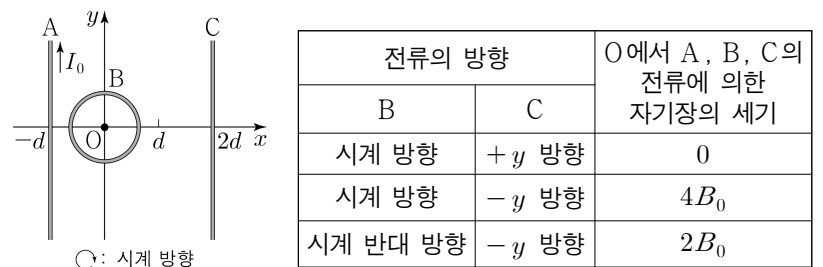 A
y
C
I₀
B
−d
O
d
2d
x
: 시계 방향
전류의 방향
O에서 A, B, C의
전류에 의한
자기장의 세기
B
C
시계 방향
+y 방향
0
시계 방향
−y 방향
4B₀
시계 반대 방향
−y 방향
2B₀